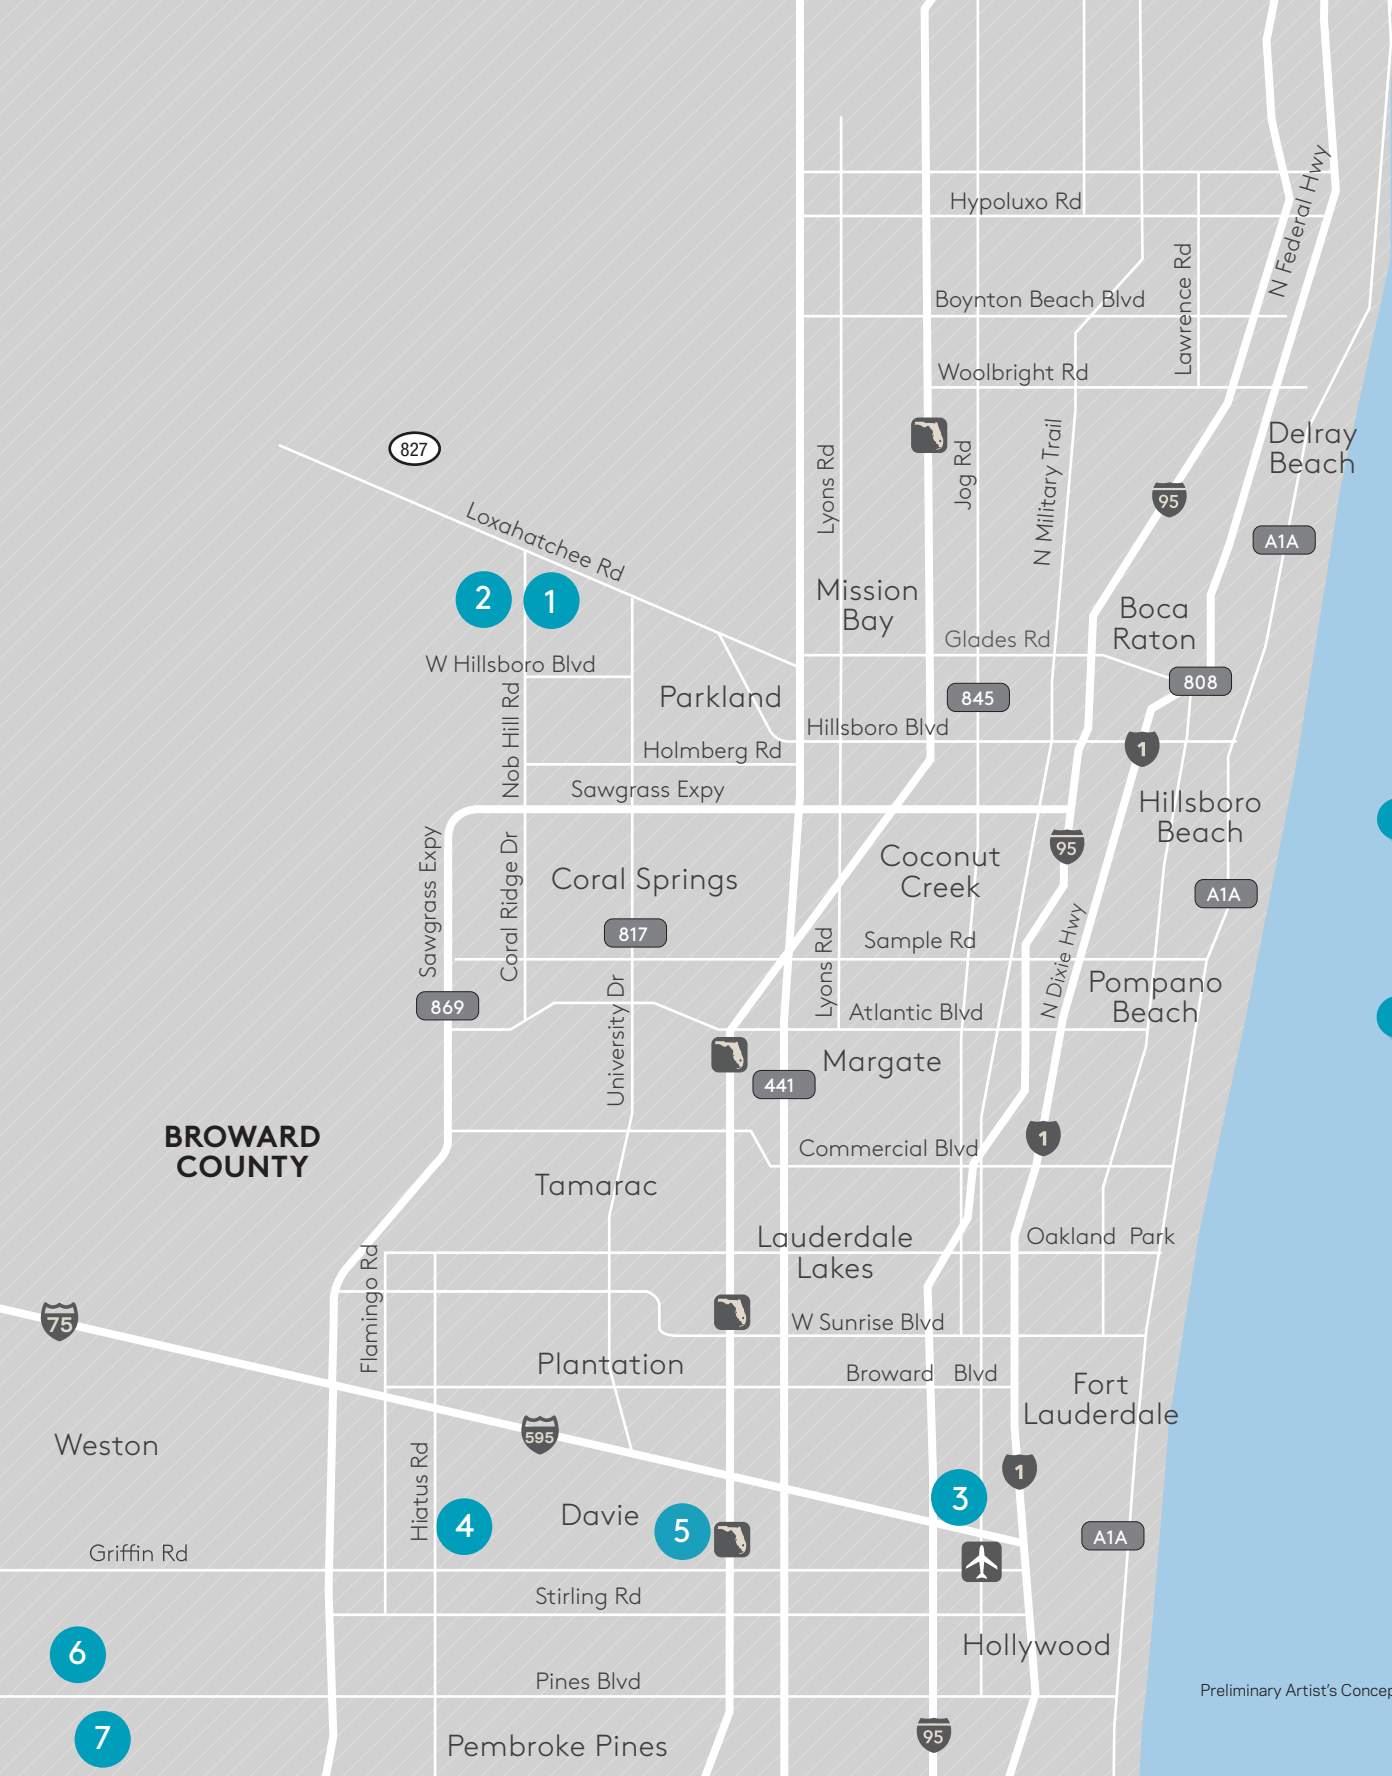 Hypoluxo Rd
N Federal Hwy
Lawrence Rd
Boynton Beach Blvd
Woolbright Rd
827
Loxahatchee Rd
Lyons Rd
Jog Rd
N Military Trail
Delray
Beach
95
A1A
2
1
Mission
Bay
Boca
Raton
Glades Rd
W Hillsboro Blvd
808
Parkland
845
Nob Hill Rd
Hillsboro Blvd
1
Holmberg Rd
Sawgrass Expy
Hillsboro
Beach
Sawgrass Expy
Coral Ridge Dr
Coral Springs
Coconut
Creek
95
A1A
817
Lyons Rd
Sample Rd
N Dixie Hwy
Pompano
Beach
869
University Dr
Atlantic Blvd
Margate
441
BROWARD
COUNTY
1
Commercial Blvd
Tamarac
Lauderdale
Lakes
Oakland Park
Flamingo Rd
75
W Sunrise Blvd
Plantation
Broward Blvd
Fort
Lauderdale
Weston
595
1
Hiatus Rd
3
4
Davie
5
A1A
Griffin Rd
Stirling Rd
6
Hollywood
Pines Blvd
Preliminary Artist's Concep
7
95
Pembroke Pines